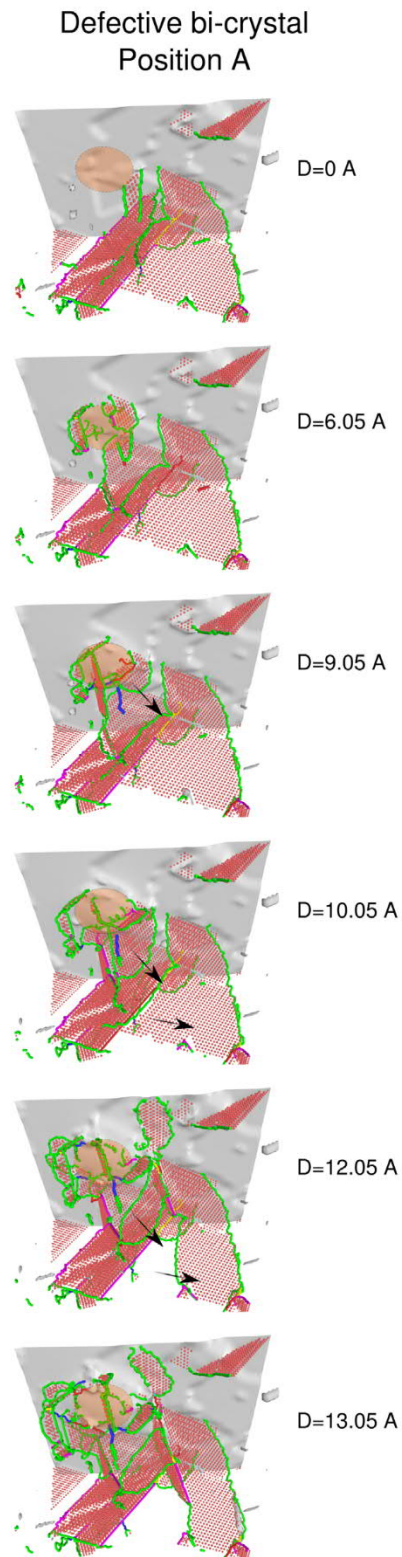 Defective bi-crystal
Position A
D=0 A
D=6.05 A
D=9.05 A
D=10.05 A
D=12.05 A
D=13.05 A